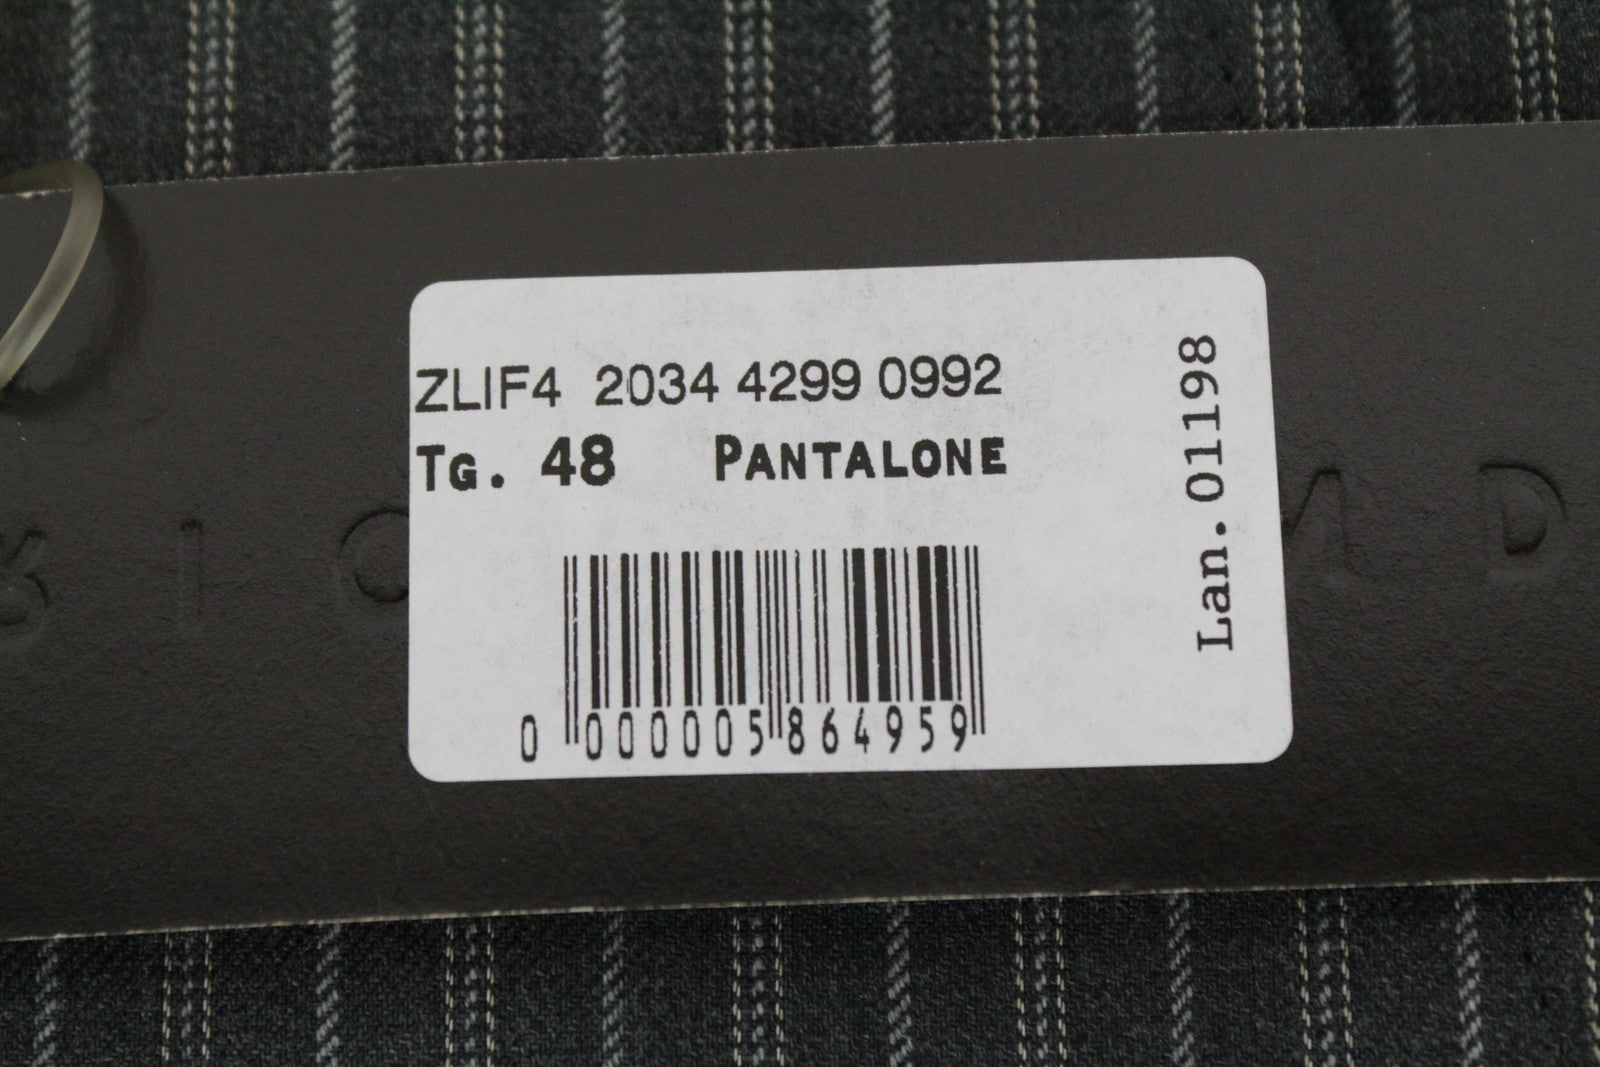 ZLIF4 2034 4299 0992
Tg. 48 PANTALONE
0 000005 864959
Lan. 01198